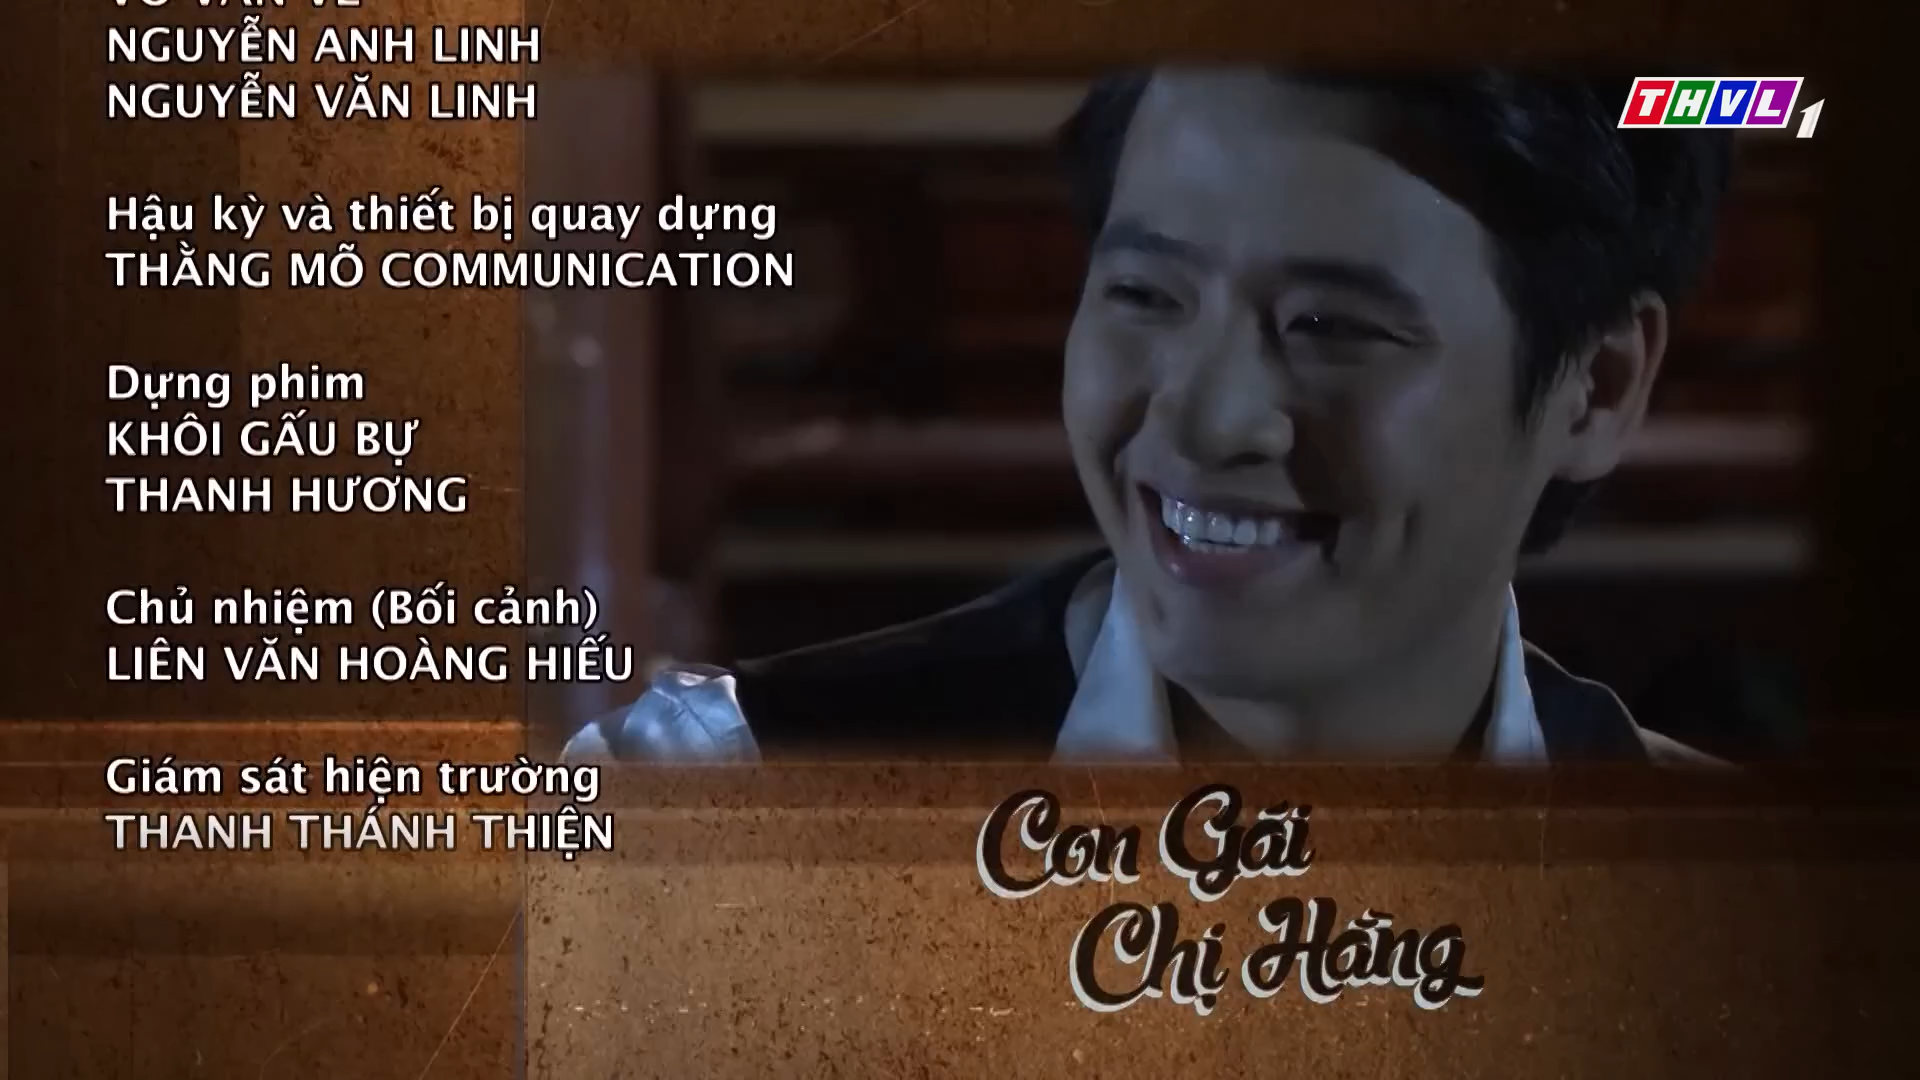 NGUYỄN ANH LINH
NGUYỄN VĂN LINH
Hậu kỳ và thiết bị quay dựng
THẰNG MÕ COMMUNICATION
Dựng phim
KHÔI GẤU BỰ
THANH HƯƠNG
Chủ nhiệm (Bối cảnh)
LIÊN VĂN HOÀNG HIẾU
Giám sát hiện trường
THANH THÁNH THIỆN
THVL1
Con Gái
Chị Hằng